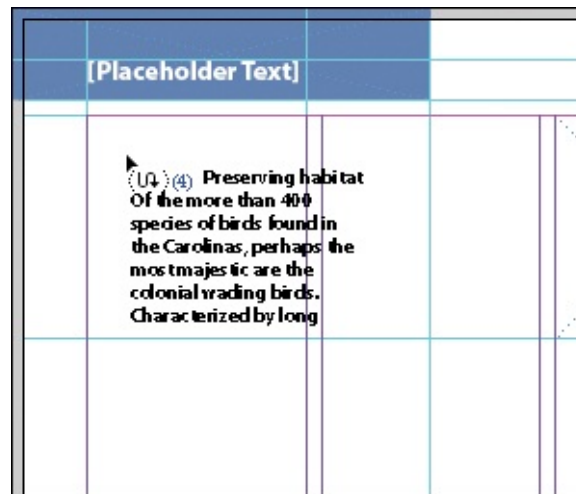 [Placeholder Text]
(4) Preserving habitat
Of the more than 400
species of birds found in
the Carolinas, perhaps the
most majestic are the
colonial wading birds.
Characterized by long